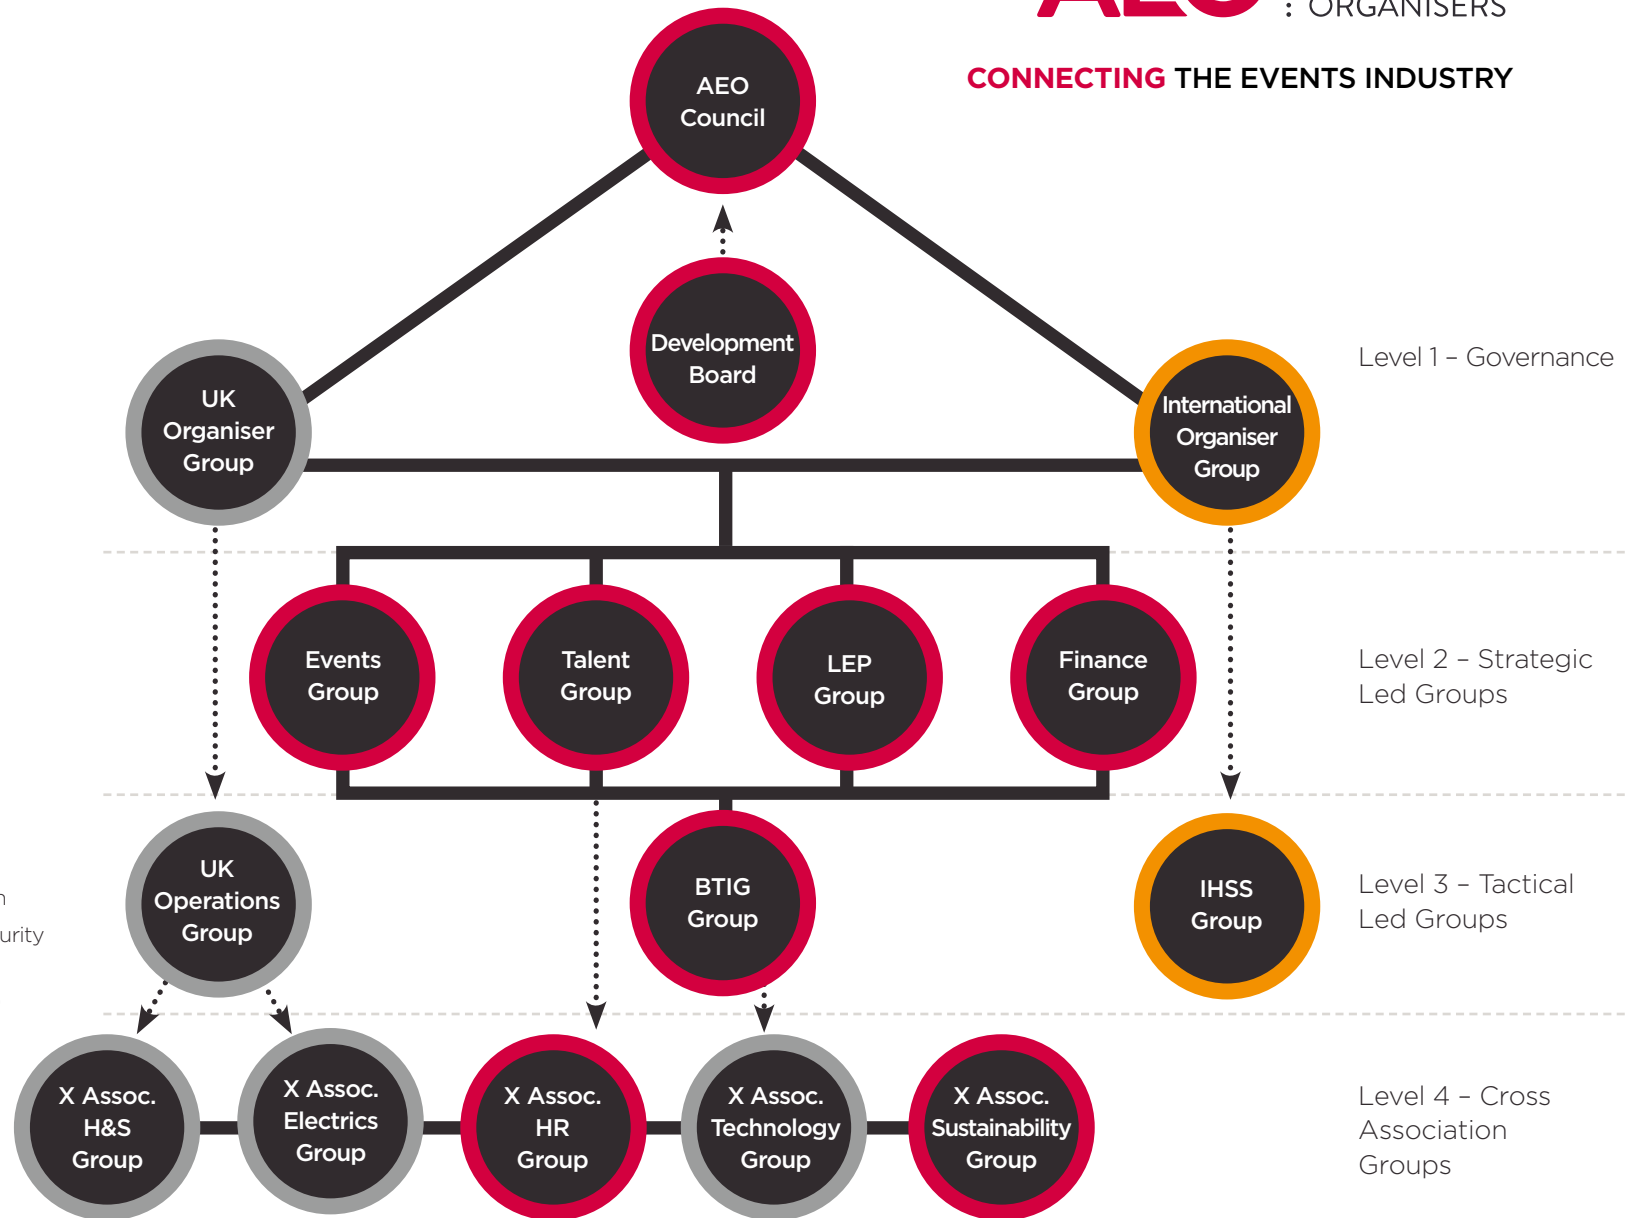 AEO
ORGANISERS
CONNECTING THE EVENTS INDUSTRY
AEO
Council
Development
Board
UK
Organiser
Group
International
Organiser
Group
Level 1 – Governance
Events
Group
Talent
Group
LEP
Group
Finance
Group
Level 2 – Strategic
Led Groups
UK
Operations
Group
BTIG
Group
IHSS
Group
Level 3 – Tactical
Led Groups
X Assoc.
H&S
Group
X Assoc.
Electrics
Group
X Assoc.
HR
Group
X Assoc.
Technology
Group
X Assoc.
Sustainability
Group
Level 4 – Cross
Association
Groups